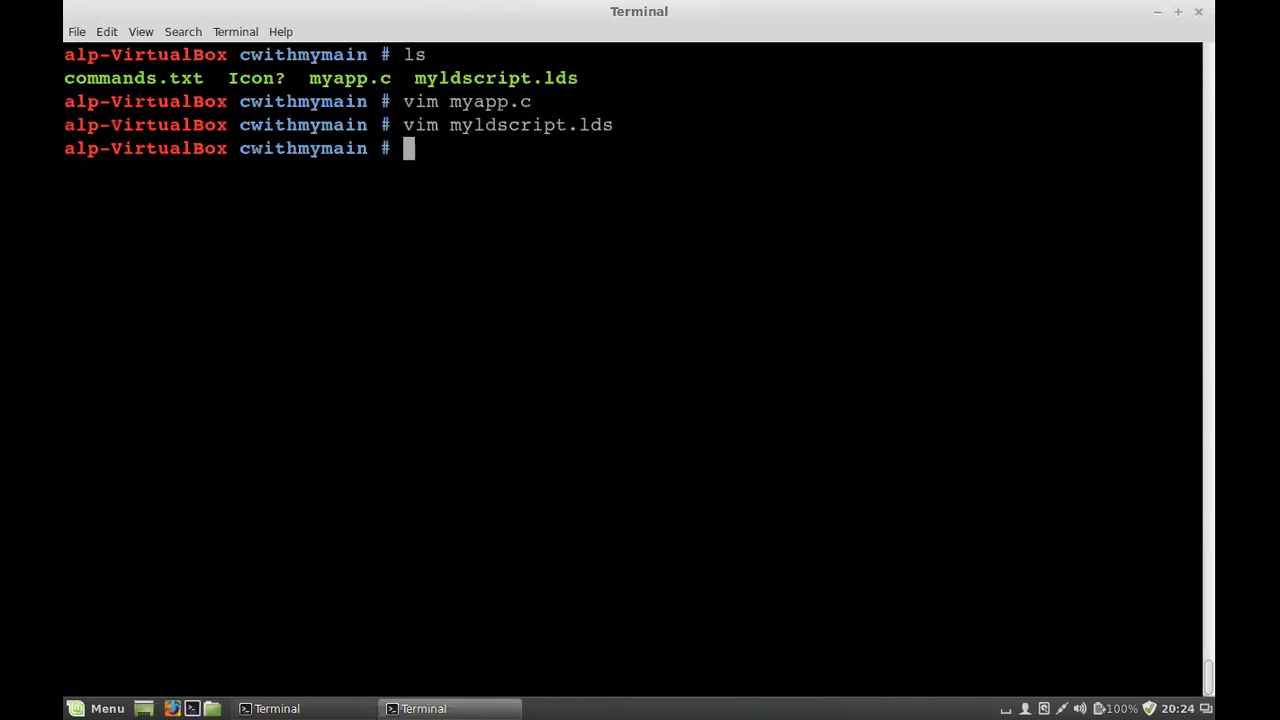 Terminal
File Edit View Search Terminal Help
alp-VirtualBox cwithmymain # ls
commands.txt Icon? myapp.c myldscript.lds
alp-VirtualBox cwithmymain # vim myapp.c
alp-VirtualBox cwithmymain # vim myldscript.lds
alp-VirtualBox cwithmymain #
Menu Terminal Terminal 100% 20:24